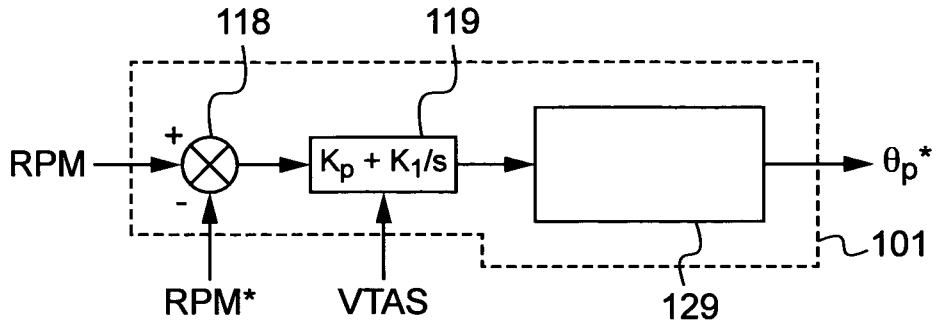 118
119
+
RPM
Kp + K1/s
θp*
-
101
RPM*
VTAS
129